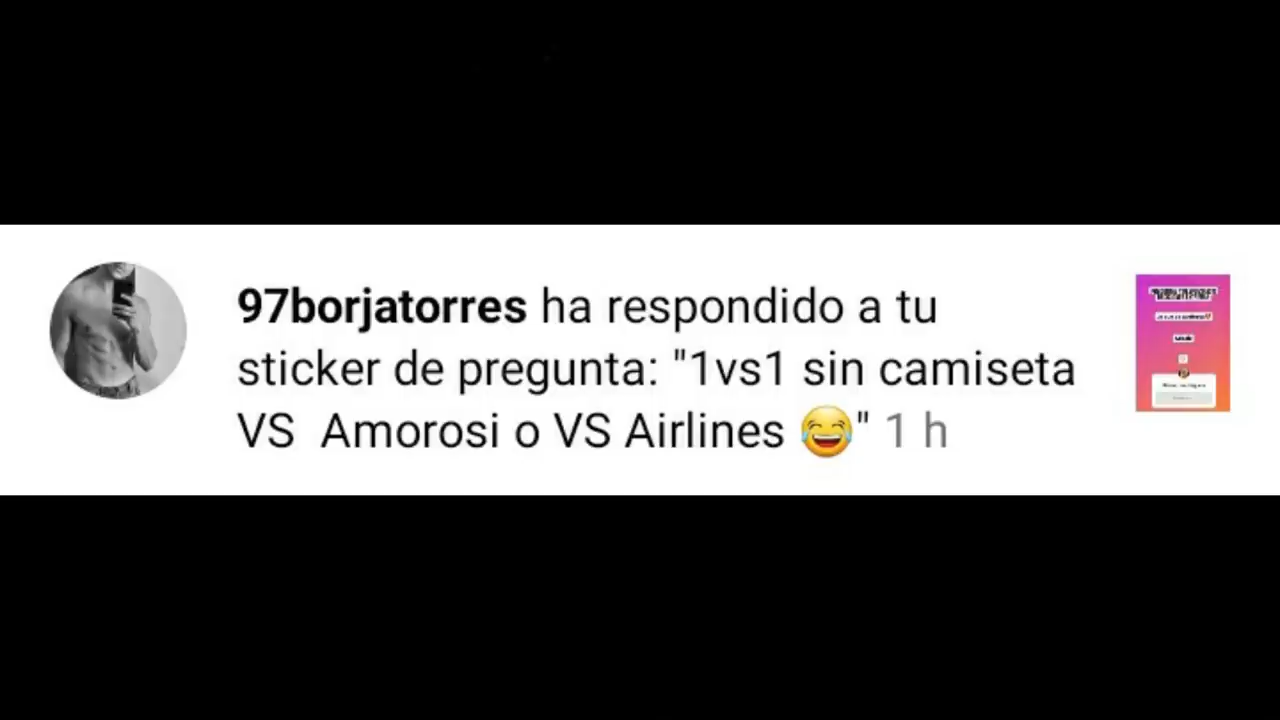 97borjatorres ha respondido a tu
sticker de pregunta: "1vs1 sin camiseta
VS  Amorosi o VS Airlines 😂" 1 h